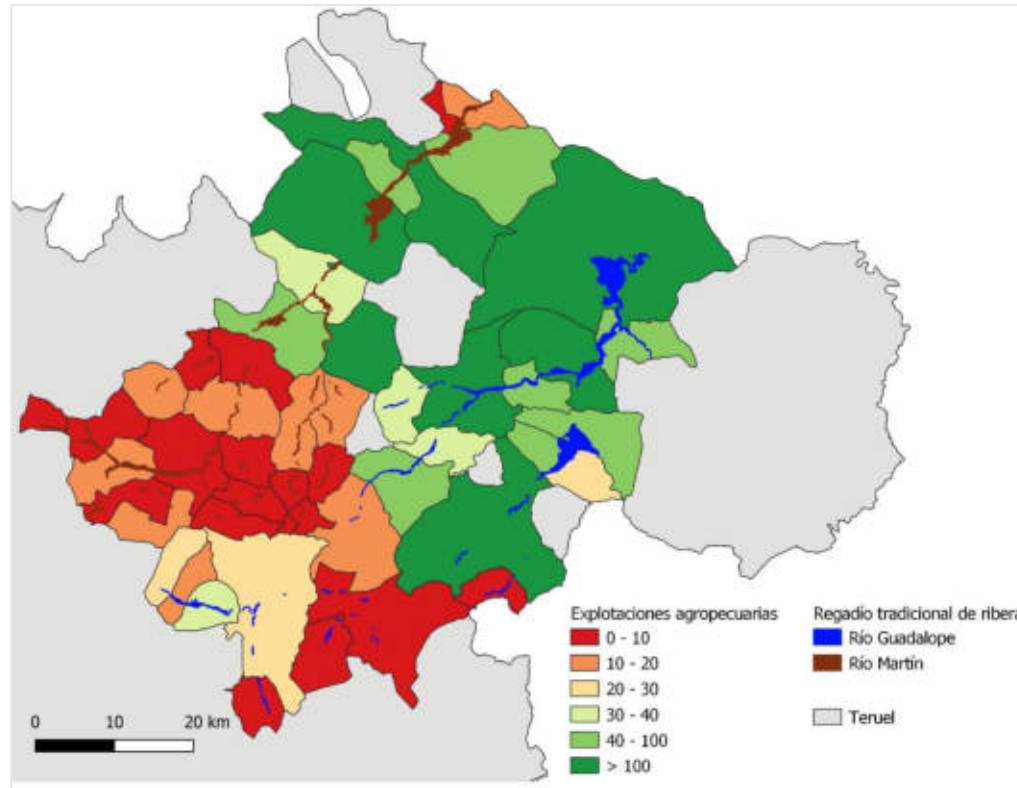 Explotaciones agropecuarias
0 - 10
10 - 20
20 - 30
30 - 40
40 - 100
> 100
Regadío tradicional de ribera
Río Guadalope
Río Martín
Teruel
0 10 20 km